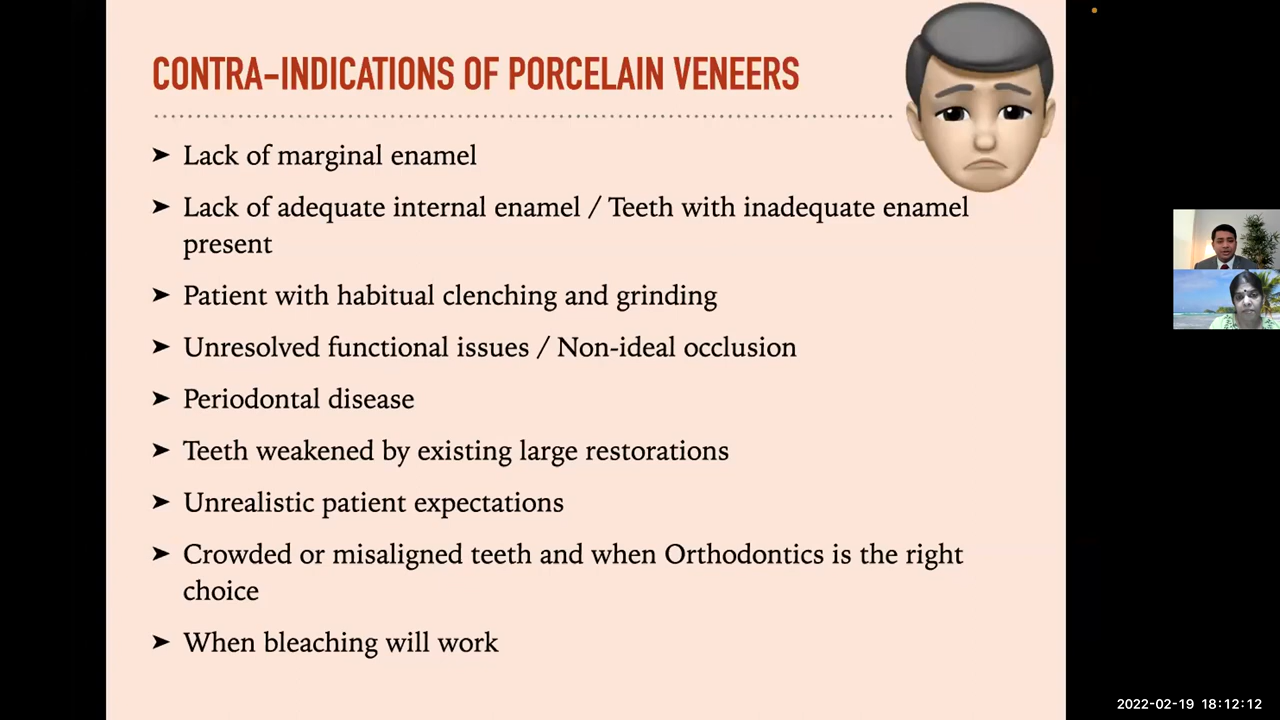 CONTRA-INDICATIONS OF PORCELAIN VENEERS
➤ Lack of marginal enamel
➤ Lack of adequate internal enamel / Teeth with inadequate enamel
present
➤ Patient with habitual clenching and grinding
➤ Unresolved functional issues / Non-ideal occlusion
➤ Periodontal disease
➤ Teeth weakened by existing large restorations
➤ Unrealistic patient expectations
➤ Crowded or misaligned teeth and when Orthodontics is the right
choice
➤ When bleaching will work
2022-02-19 18:12:12